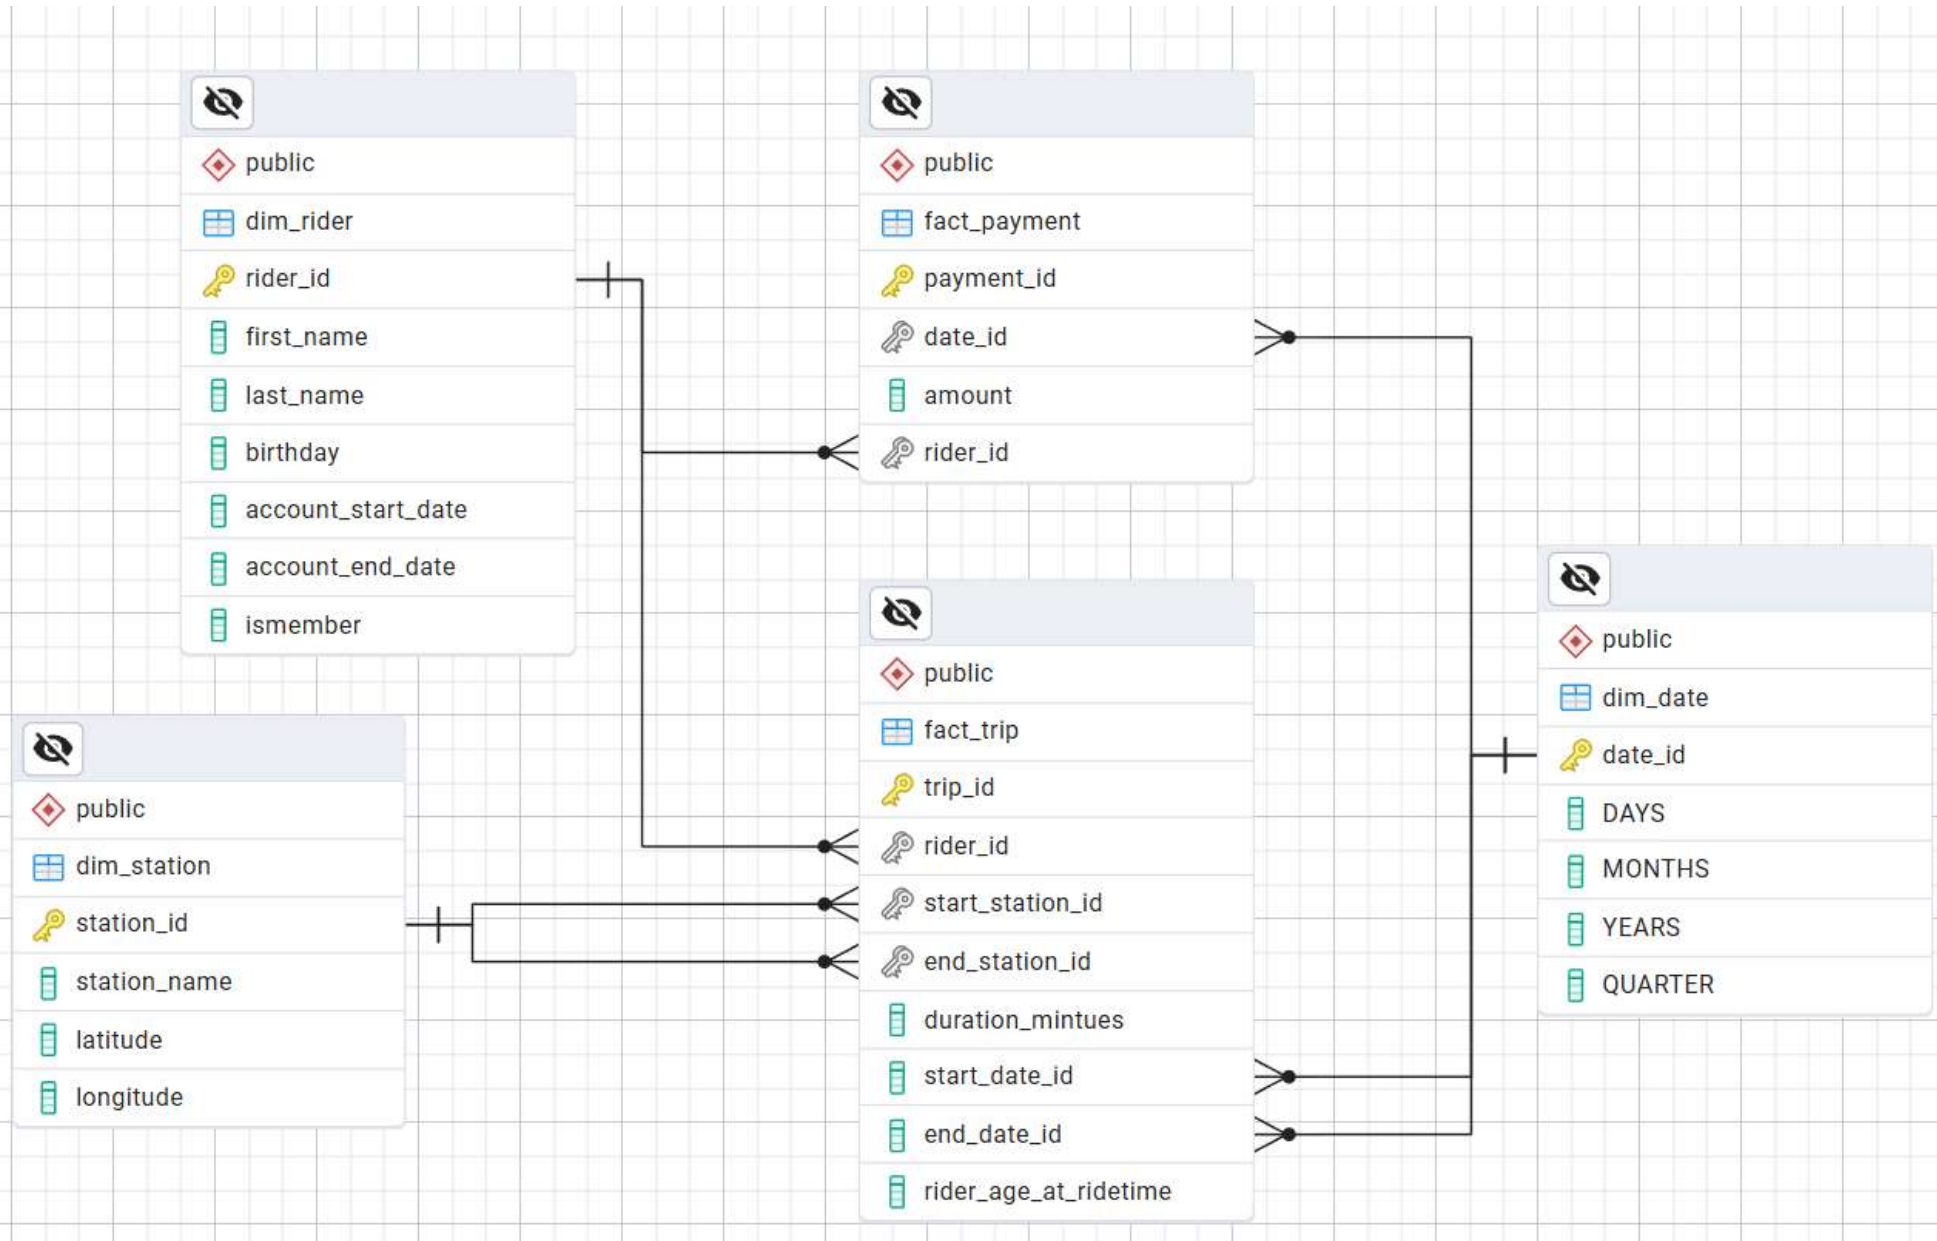 public
dim_rider
rider_id
first_name
last_name
birthday
account_start_date
account_end_date
ismember
public
fact_payment
payment_id
date_id
amount
rider_id
public
dim_station
station_id
station_name
latitude
longitude
public
fact_trip
trip_id
rider_id
start_station_id
end_station_id
duration_mintues
start_date_id
end_date_id
rider_age_at_ridetime
public
dim_date
date_id
DAYS
MONTHS
YEARS
QUARTER